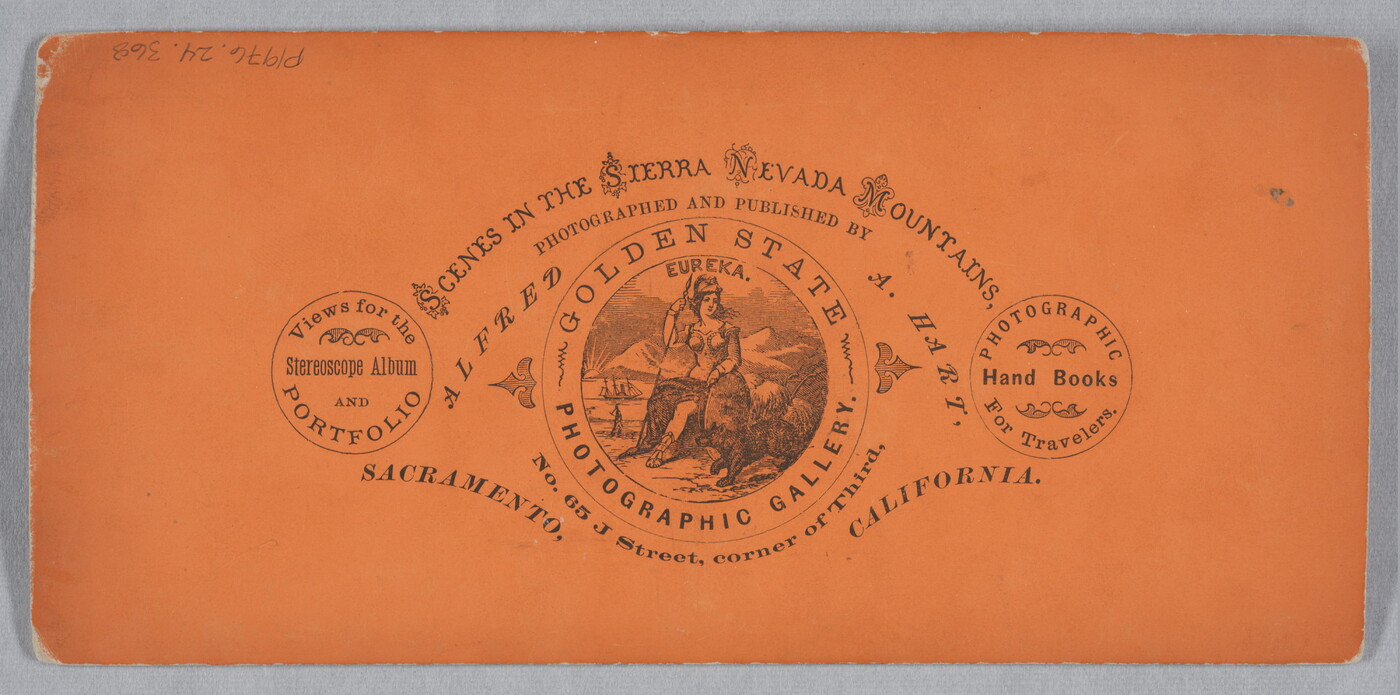 P1976.24.368
SCENES IN THE SIERRA NEVADA MOUNTAINS,
PHOTOGRAPHED AND PUBLISHED BY
ALFRED A. HART,
GOLDEN STATE
PHOTOGRAPHIC GALLERY.
EUREKA.
No. 65 J Street, corner of Third,
SACRAMENTO, CALIFORNIA.
Views for the
Stereoscope Album
AND
PORTFOLIO
PHOTOGRAPHIC
Hand Books
For Travelers.